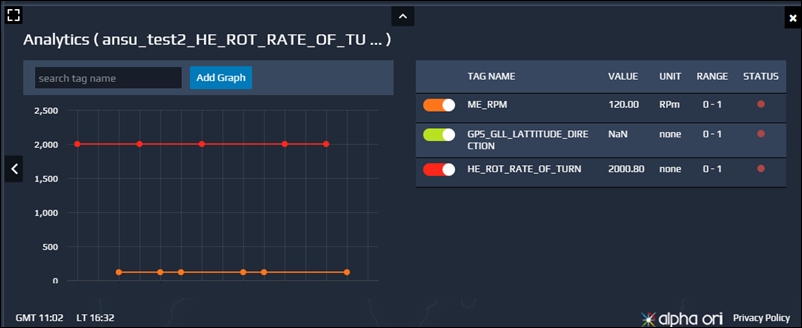 Analytics ( ansu_test2_HE_ROT_RATE_OF_TU ... )
search tag name
Add Graph
2,500
2,000
1,500
1,000
500
0
TAG NAME VALUE UNIT RANGE STATUS
ME_RPM 120.00 RPm 0 - 1
GPS_GLL_LATTITUDE_DIRE
CTION NaN none 0 - 1
HE_ROT_RATE_OF_TURN 2000.80 none 0 - 1
GMT 11:02 LT 16:32
alpha ori Privacy Policy